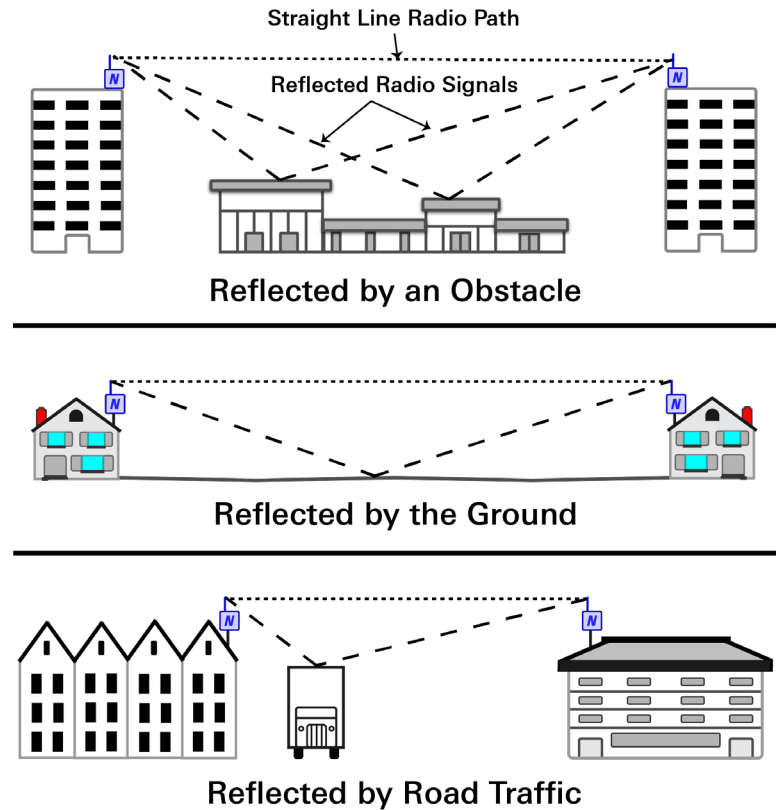 Straight Line Radio Path
N
N
Reflected Radio Signals
Reflected by an Obstacle
N
N
Reflected by the Ground
N
N
Reflected by Road Traffic